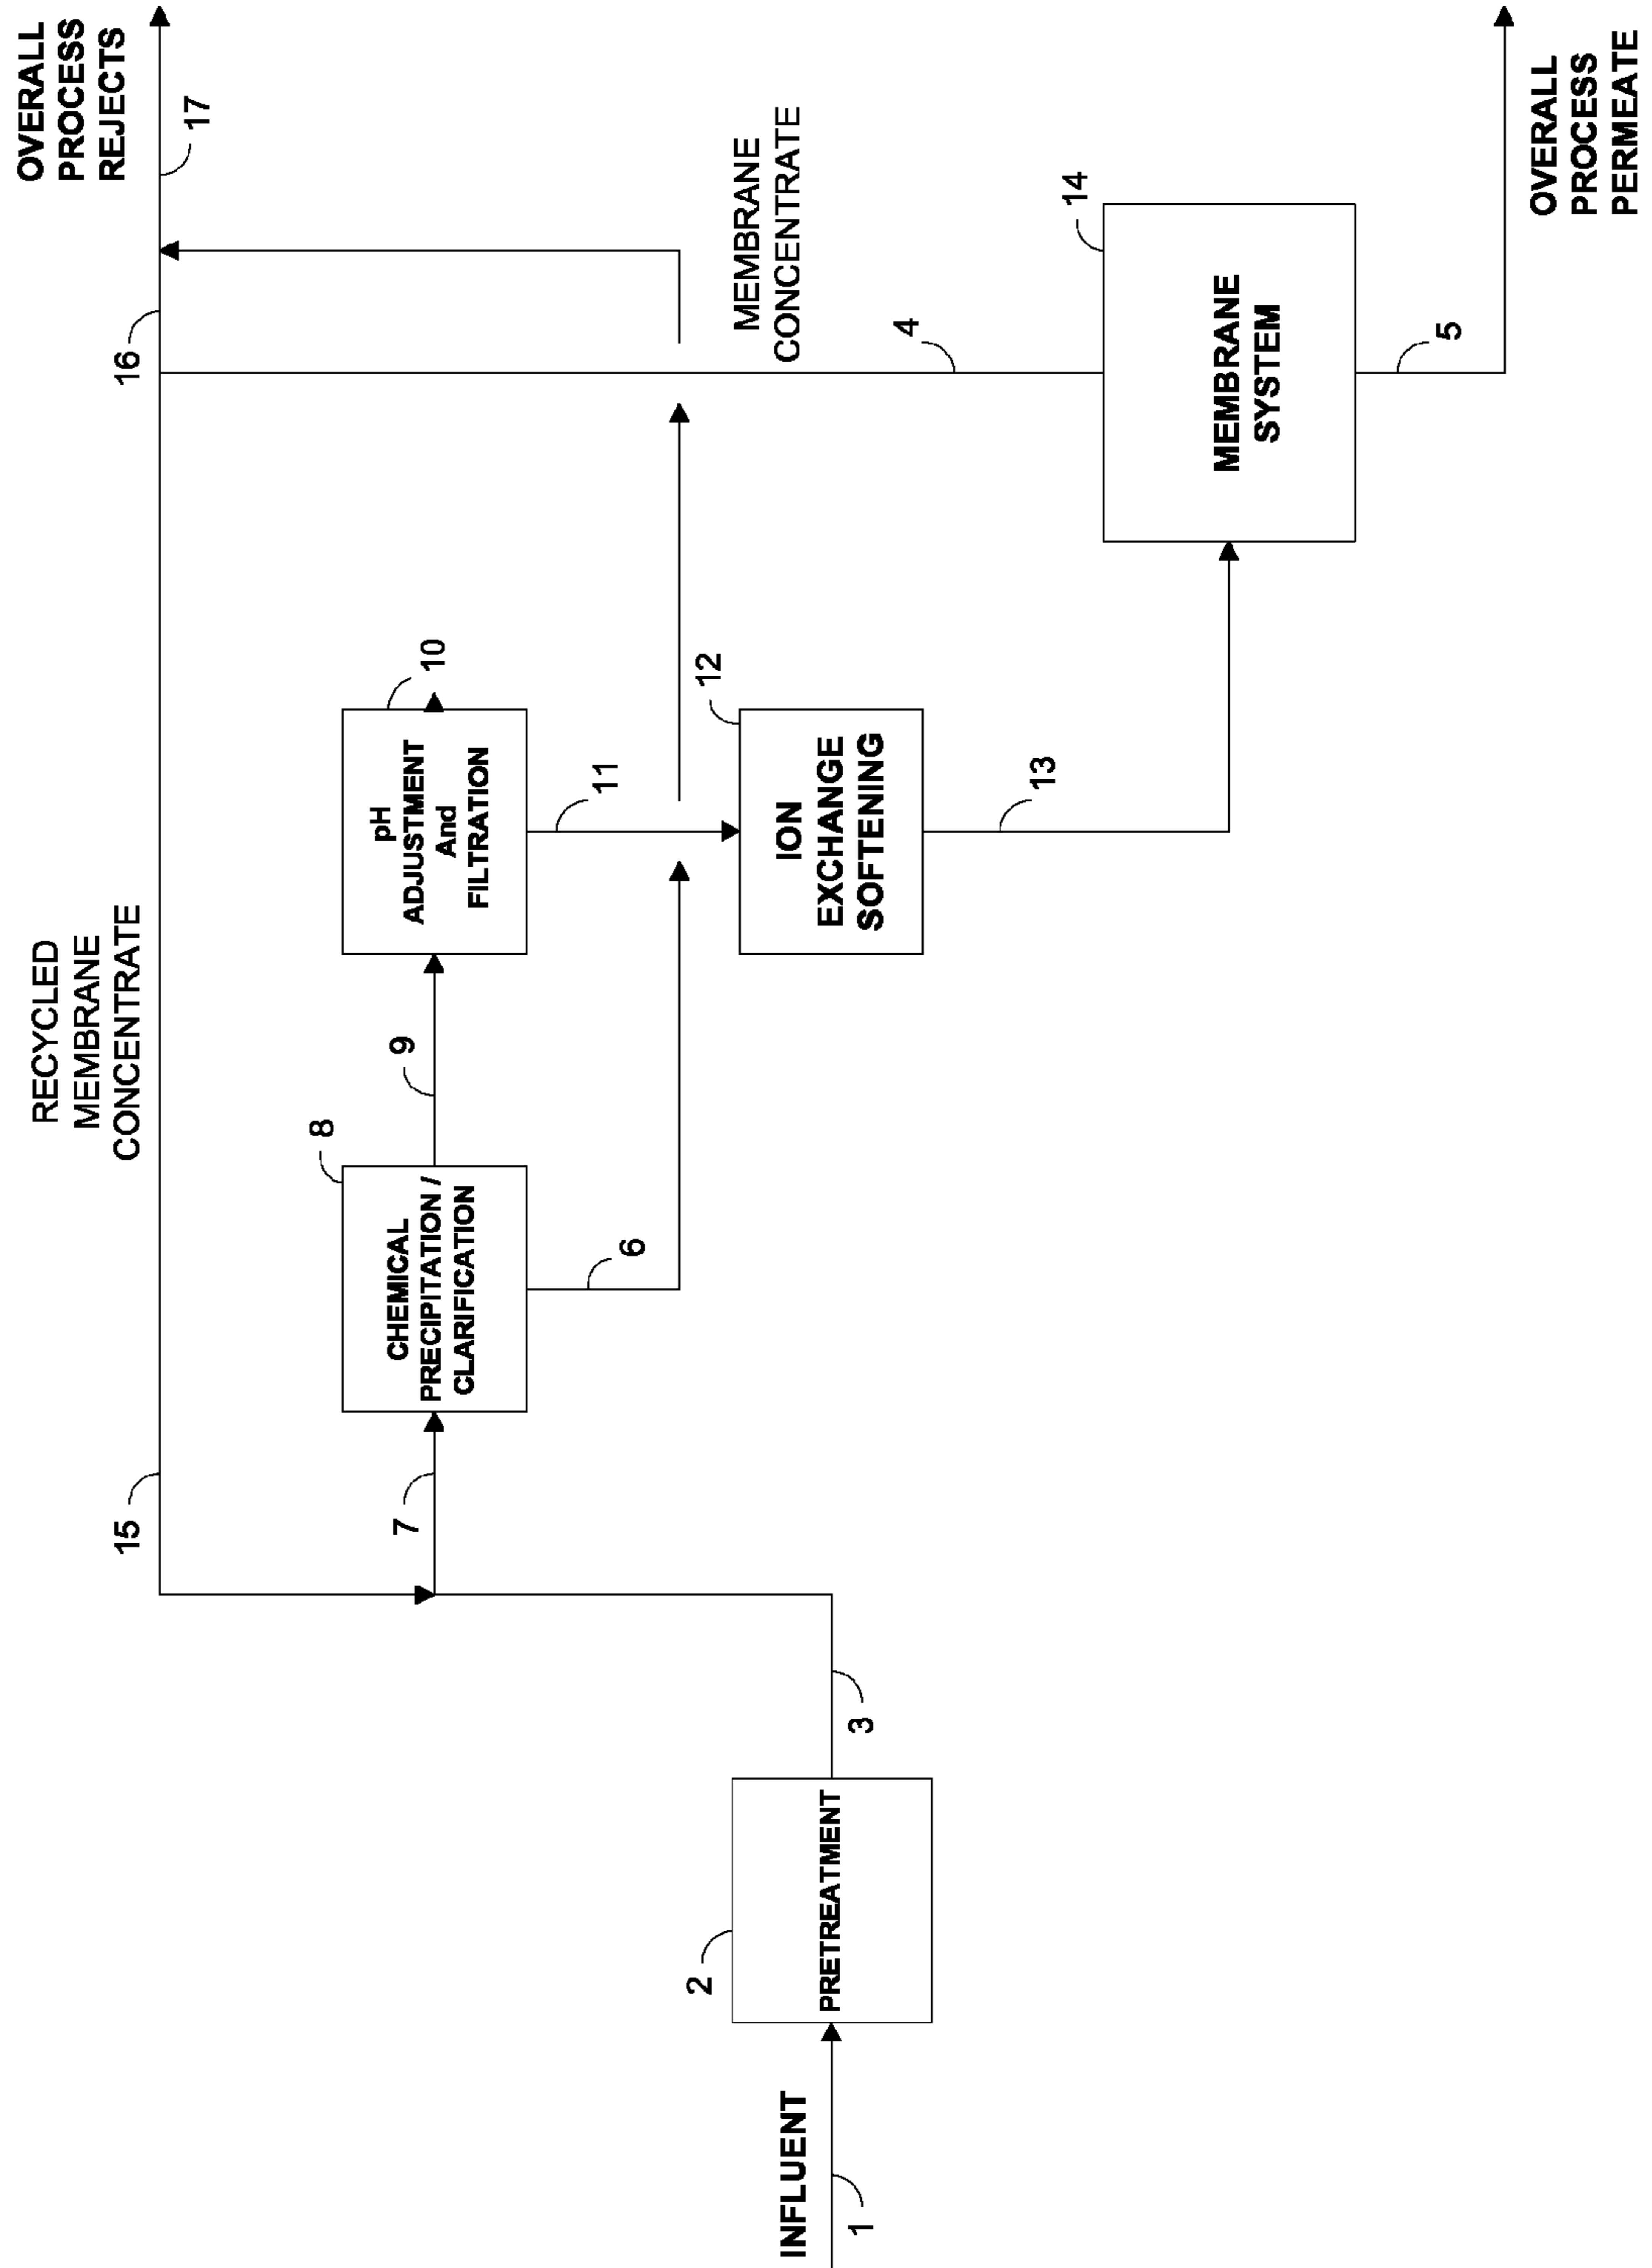 OVERALL
PROCESS
REJECTS
17
16
RECYCLED
MEMBRANE
CONCENTRATE
15
MEMBRANE
CONCENTRATE
4
14
MEMBRANE
SYSTEM
5
OVERALL
PROCESS
PERMEATE
10
pH
ADJUSTMENT
And
FILTRATION
11
12
ION
EXCHANGE
SOFTENING
13
9
8
CHEMICAL
PRECIPITATION /
CLARIFICATION
6
7
3
2
PRETREATMENT
INFLUENT
1